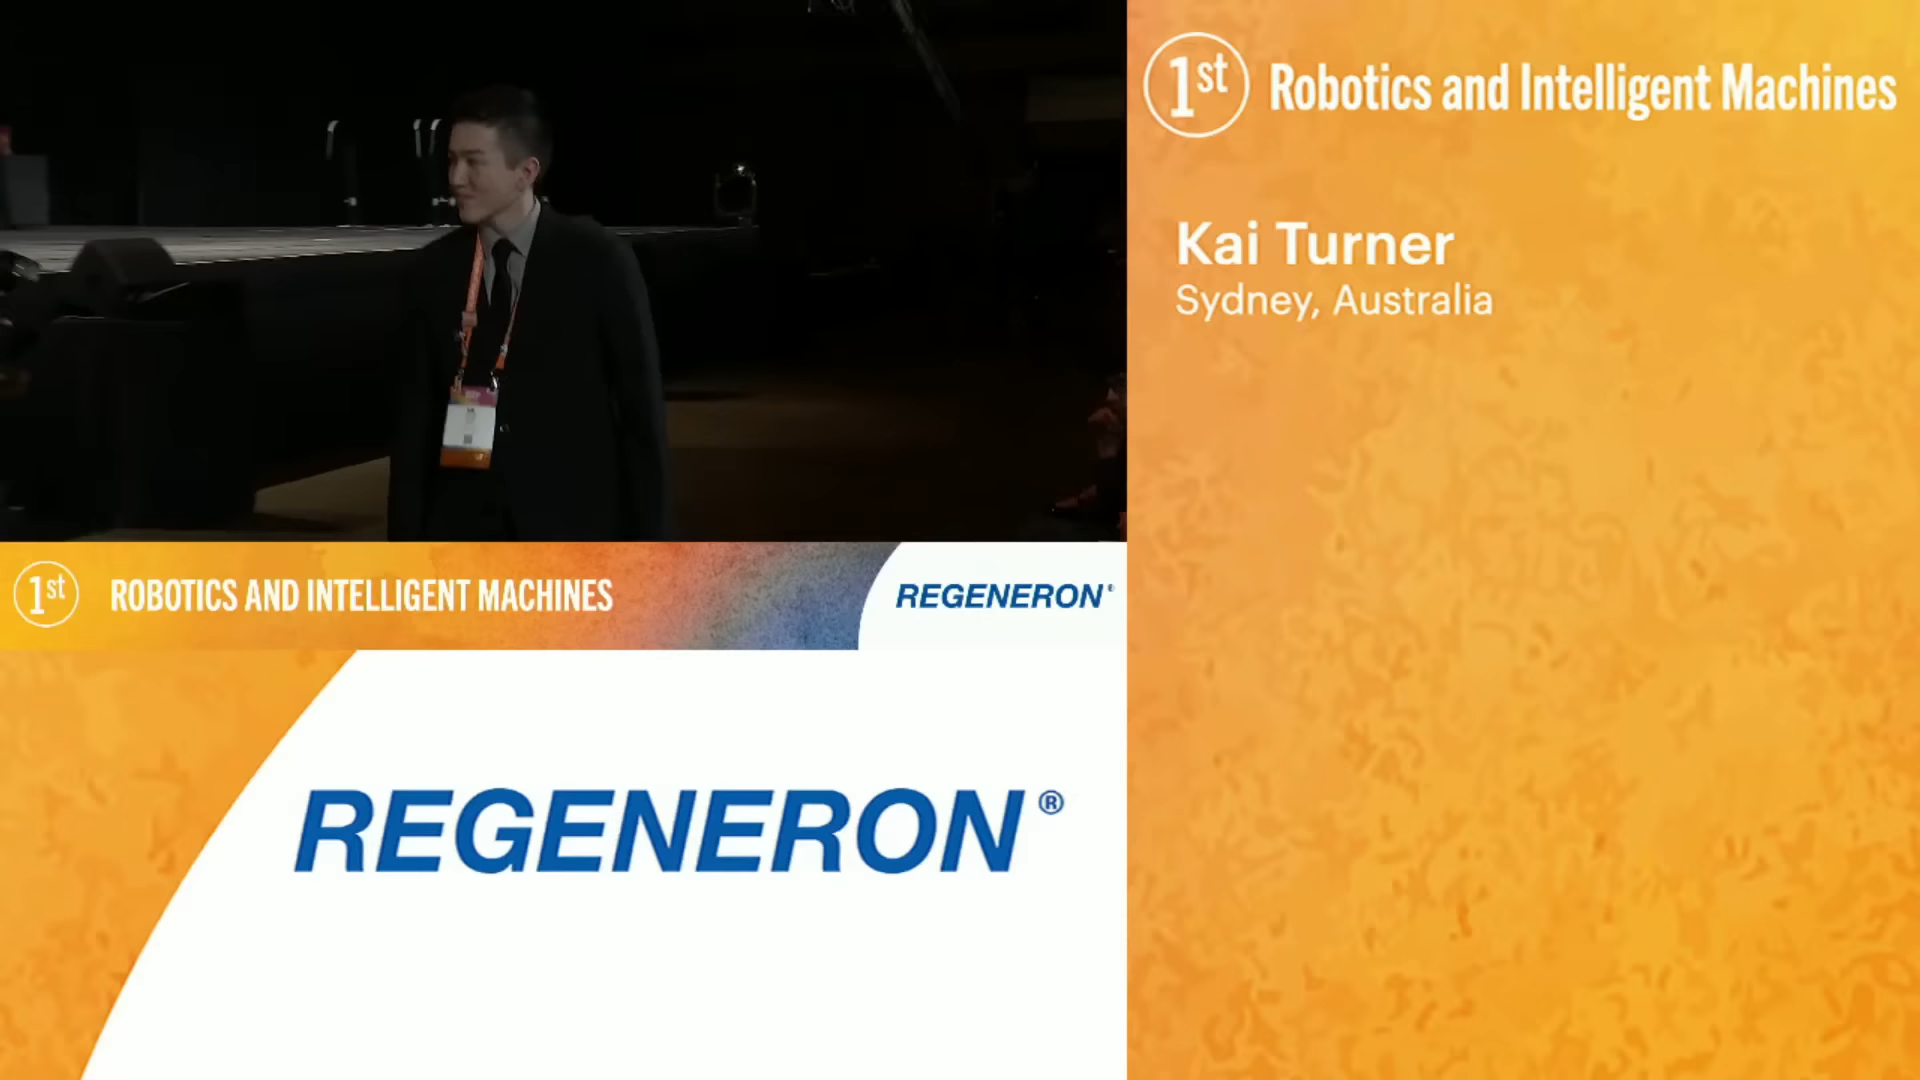 1st Robotics and Intelligent Machines
Kai Turner
Sydney, Australia
1st ROBOTICS AND INTELLIGENT MACHINES
REGENERON®
REGENERON®